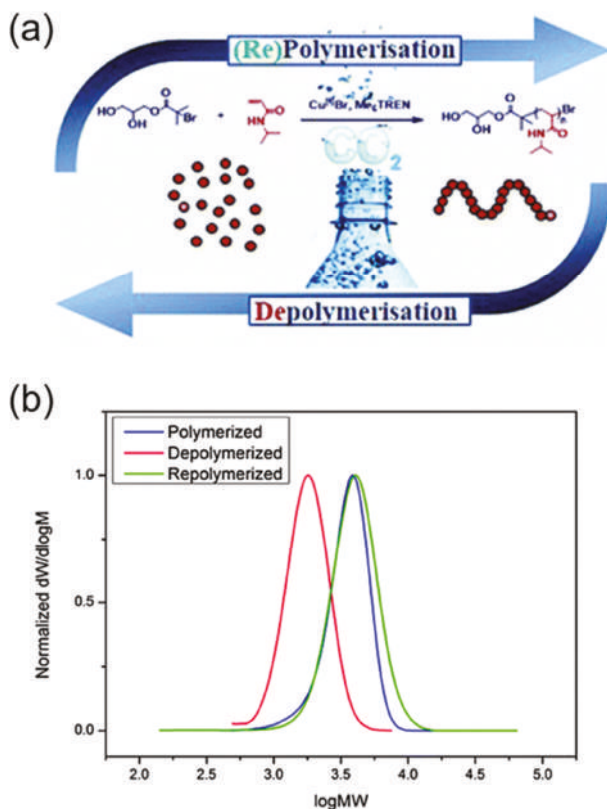 (a)
(Re)Polymerisation
HO
OH
O
O
Br
+
HN
O
Cu(0)Br, Me6TREN
HO
OH
O
O
Br
n
HN
O
CO2
Depolymerisation
(b)
Polymerized
Depolymerized
Repolymerized
Normalized dW/dlogM
1.0
0.5
0.0
2.0 2.5 3.0 3.5 4.0 4.5 5.0
logMW